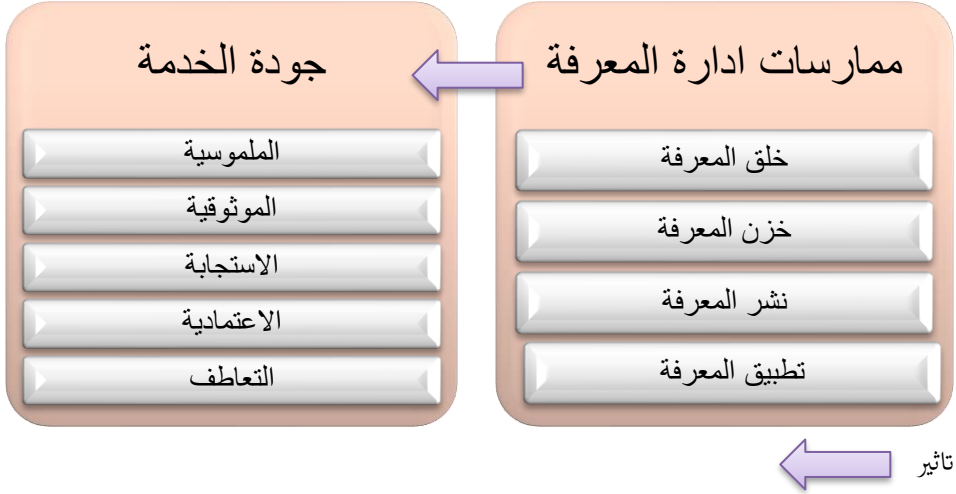 ممارسات ادارة المعرفة
خلق المعرفة
خزن المعرفة
نشر المعرفة
تطبيق المعرفة
جودة الخدمة
الملموسية
الموثوقية
الاستجابة
الاعتمادية
التعاطف
تاثير